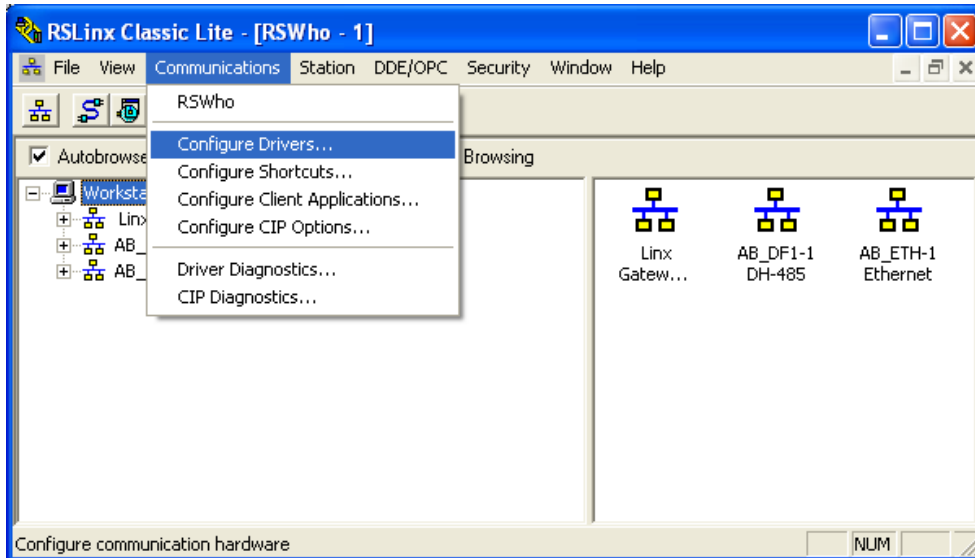 RSLinx Classic Lite - [RSWho - 1]
File View Communications Station DDE/OPC Security Window Help
RSWho
Configure Drivers...
Configure Shortcuts...
Configure Client Applications...
Configure CIP Options...
Driver Diagnostics...
CIP Diagnostics...
Autobrowse
Browsing
Worksta
Linx
AB_
AB_
Linx
Gatew...
AB_DF1-1
DH-485
AB_ETH-1
Ethernet
Configure communication hardware
NUM